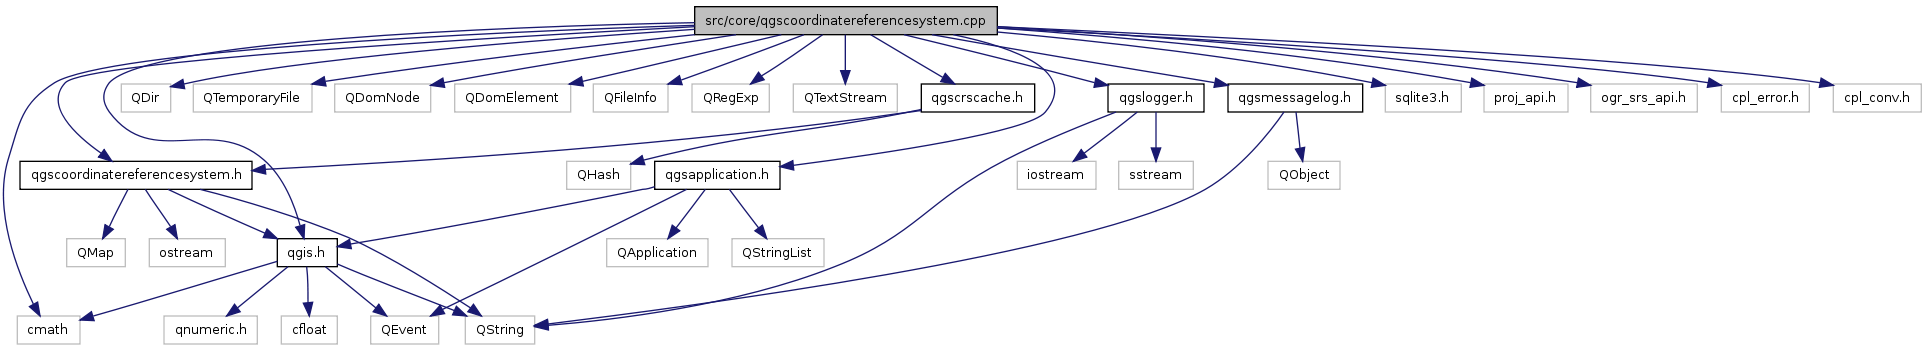 src/core/qgscoordinatereferencesystem.cpp
QDir
QTemporaryFile
QDomNode
QDomElement
QFileInfo
QRegExp
QTextStream
qgscrscache.h
qgslogger.h
qgsmessagelog.h
sqlite3.h
proj_api.h
ogr_srs_api.h
cpl_error.h
cpl_conv.h
qgscoordinatereferencesystem.h
QHash
qgsapplication.h
iostream
sstream
QObject
QMap
ostream
qgis.h
QApplication
QStringList
cmath
qnumeric.h
cfloat
QEvent
QString